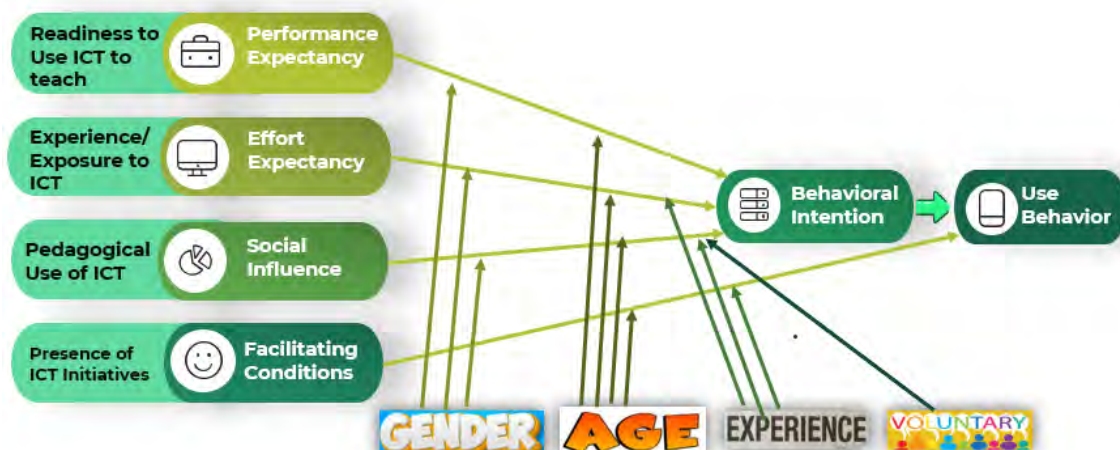 Readiness to
Use ICT to
teach
Performance
Expectancy
Experience/
Exposure to
ICT
Effort
Expectancy
Pedagogical
Use of ICT
Social
Influence
Presence of
ICT Initiatives
Facilitating
Conditions
Behavioral
Intention
Use
Behavior
GENDER
AGE
EXPERIENCE
VOLUNTARY